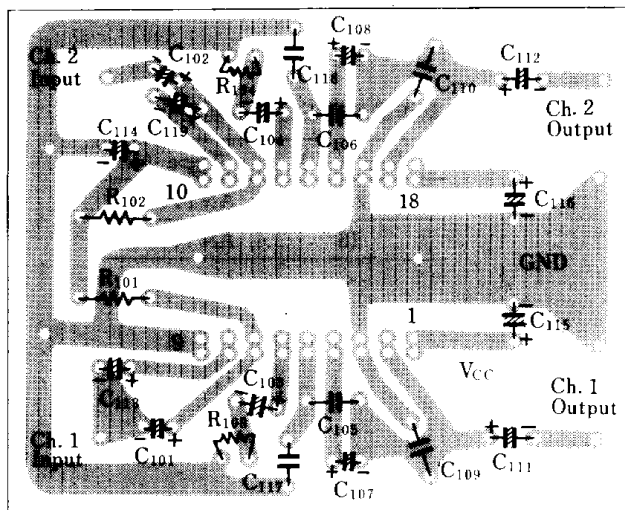 Ch. 2
Input
C102
R104
C118
C108
C110
C112
C119
C104
C106
Ch. 2
Output
C114
10
18
R102
C116
GND
R101
9
1
C115
VCC
C113
C103
C105
R103
Ch. 1
Input
C101
C117
C107
C109
C111
Ch. 1
Output